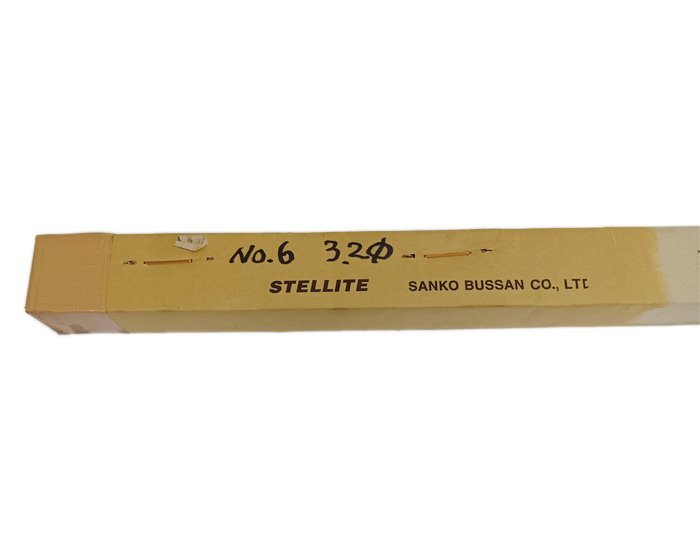 No.6 3.2Φ
STELLITE SANKO BUSSAN CO., LTD